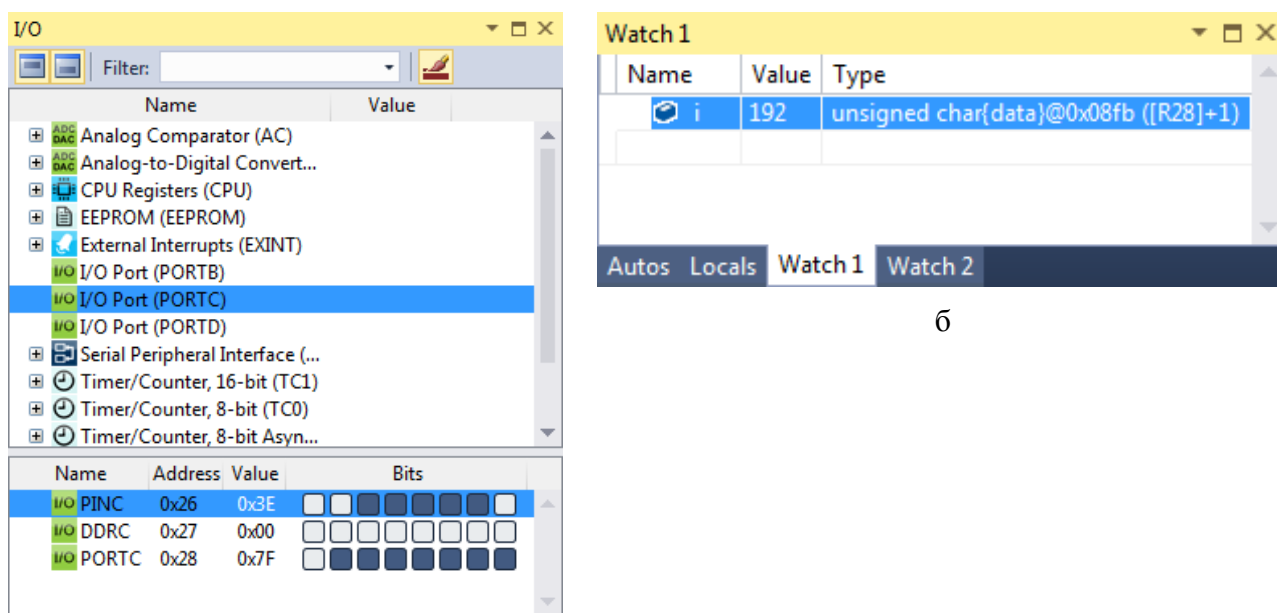 I/O
Filter:
Name Value
Analog Comparator (AC)
Analog-to-Digital Convert...
CPU Registers (CPU)
EEPROM (EEPROM)
External Interrupts (EXINT)
I/O Port (PORTB)
I/O Port (PORTC)
I/O Port (PORTD)
Serial Peripheral Interface (...
Timer/Counter, 16-bit (TC1)
Timer/Counter, 8-bit (TC0)
Timer/Counter, 8-bit Asyn...
Name Address Value Bits
I/O PINC 0x26 0x3E
I/O DDRC 0x27 0x00
I/O PORTC 0x28 0x7F
Watch 1
Name Value Type
i 192 unsigned char{data}@0x08fb ([R28]+1)
Autos Locals Watch 1 Watch 2
б